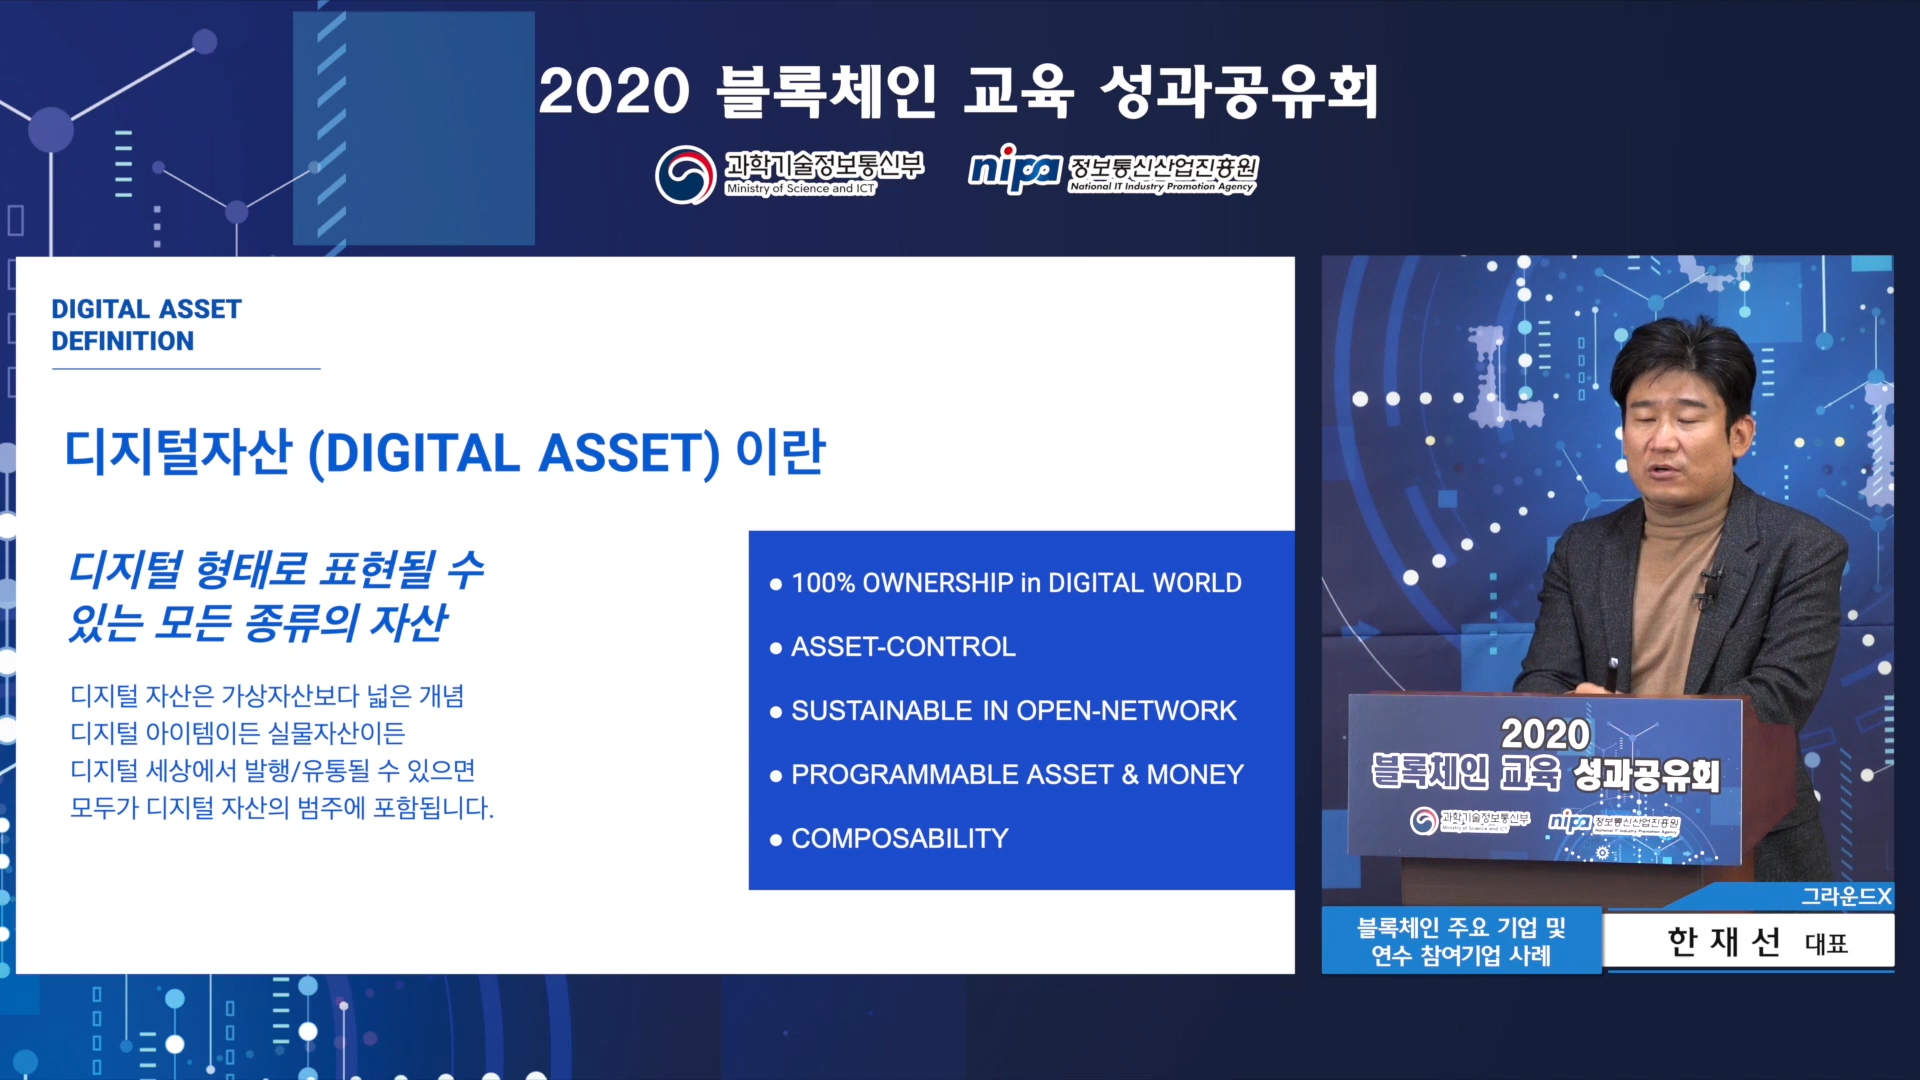 2020 블록체인 교육 성과공유회
과학기술정보통신부
Ministry of Science and ICT
nipa 정보통신산업진흥원
National IT Industry Promotion Agency
DIGITAL ASSET
DEFINITION
디지털자산 (DIGITAL ASSET) 이란
디지털 형태로 표현될 수
있는 모든 종류의 자산
디지털 자산은 가상자산보다 넓은 개념
디지털 아이템이든 실물자산이든
디지털 세상에서 발행/유통될 수 있으면
모두가 디지털 자산의 범주에 포함됩니다.
● 100% OWNERSHIP in DIGITAL WORLD
● ASSET-CONTROL
● SUSTAINABLE IN OPEN-NETWORK
● PROGRAMMABLE ASSET & MONEY
● COMPOSABILITY
2020
블록체인 교육 성과공유회
과학기술정보통신부
Ministry of Science and ICT
nipa 정보통신산업진흥원
National IT Industry Promotion Agency
그라운드X
블록체인 주요 기업 및
연수 참여기업 사례
한재선 대표